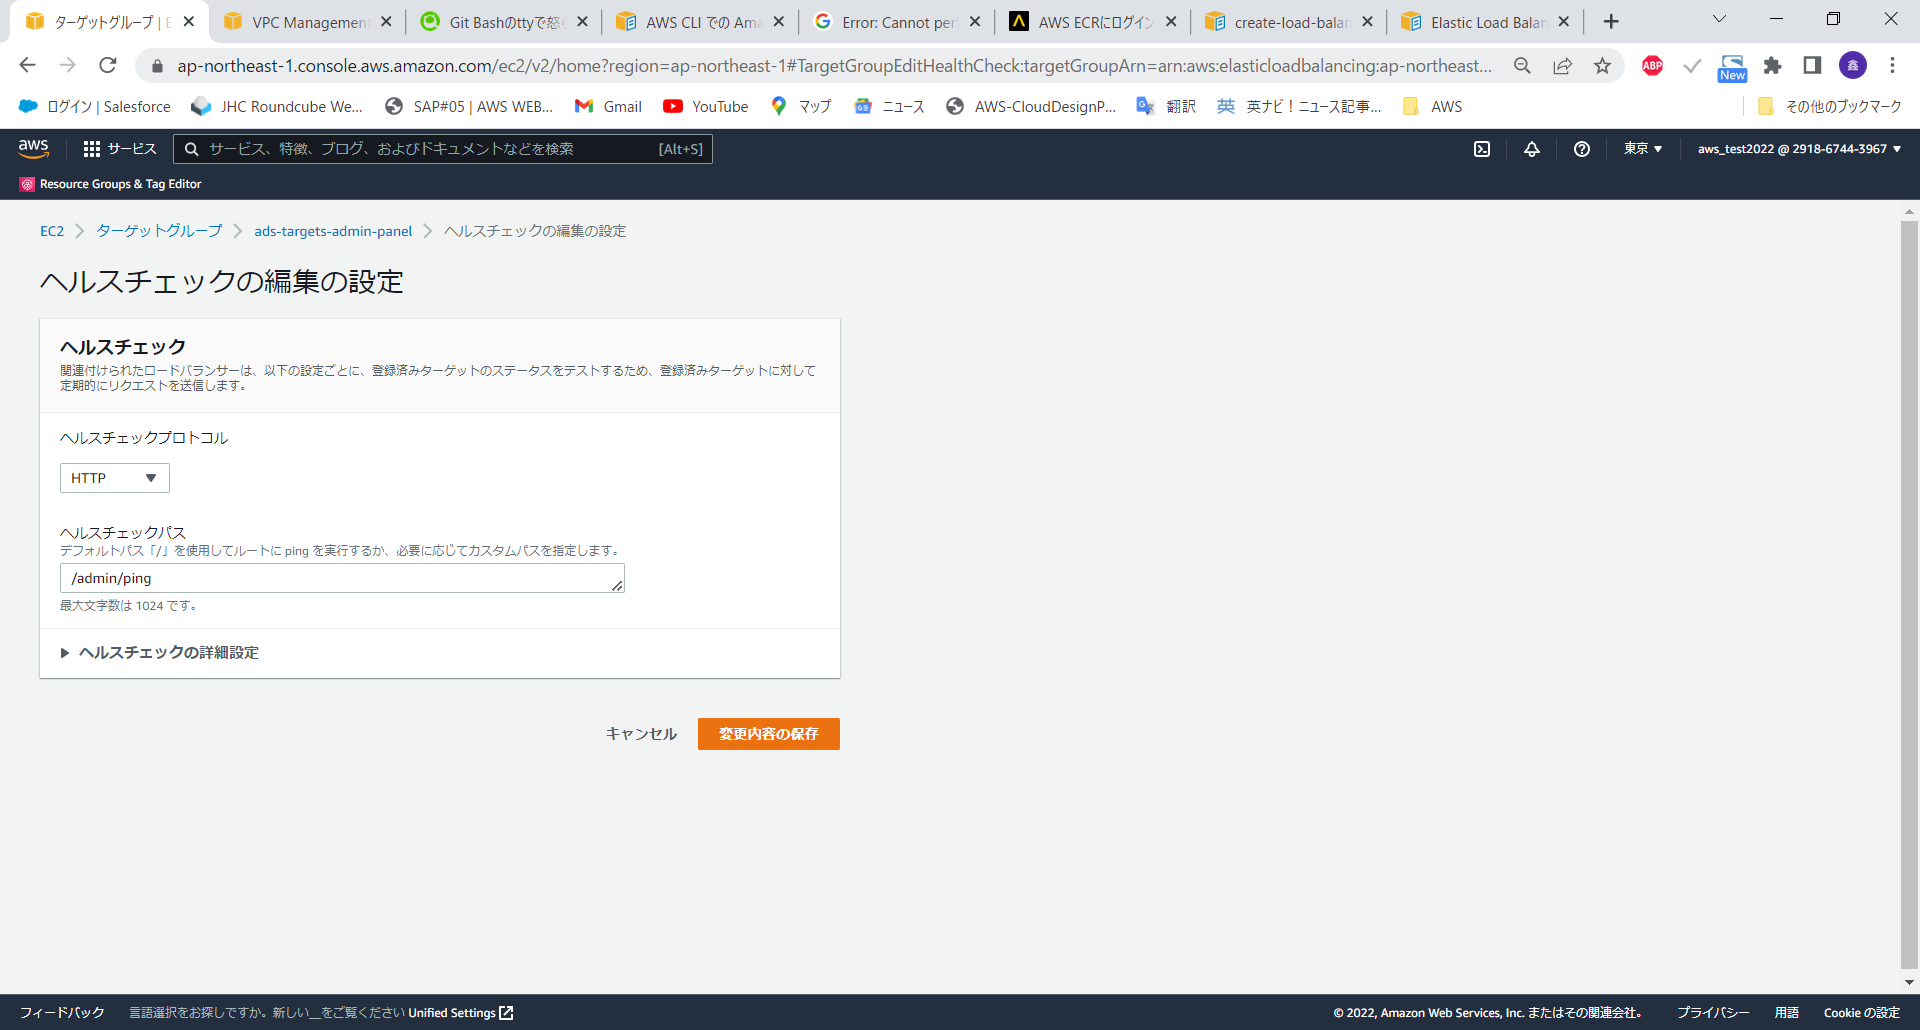 ターゲットグループ | E
VPC Management
Git Bashのttyで怒ら
AWS CLI での Ama
Error: Cannot per
AWS ECRにログイン
create-load-balan
Elastic Load Balan
ap-northeast-1.console.aws.amazon.com/ec2/v2/home?region=ap-northeast-1#TargetGroupEditHealthCheck:targetGroupArn=arn:aws:elasticloadbalancing:ap-northeast...
ABP
New
鑫
ログイン | Salesforce
JHC Roundcube We...
SAP#05 | AWS WEB...
Gmail
YouTube
マップ
ニュース
AWS-CloudDesignP...
翻訳
英 英ナビ！ニュース記事...
AWS
その他のブックマーク
aws
サービス
サービス、特徴、ブログ、およびドキュメントなどを検索
[Alt+S]
東京
aws_test2022 @ 2918-6744-3967
Resource Groups & Tag Editor
EC2
ターゲットグループ
ads-targets-admin-panel
ヘルスチェックの編集の設定
ヘルスチェックの編集の設定
ヘルスチェック
関連付けられたロードバランサーは、以下の設定ごとに、登録済みターゲットのステータスをテストするため、登録済みターゲットに対して
定期的にリクエストを送信します。
ヘルスチェックプロトコル
HTTP
ヘルスチェックパス
デフォルトパス「/」を使用してルートに ping を実行するか、必要に応じてカスタムパスを指定します。
/admin/ping
最大文字数は 1024 です。
ヘルスチェックの詳細設定
キャンセル
変更内容の保存
フィードバック
言語選択をお探しですか。新しい__をご覧ください Unified Settings
© 2022, Amazon Web Services, Inc. またはその関連会社。
プライバシー
用語
Cookie の設定